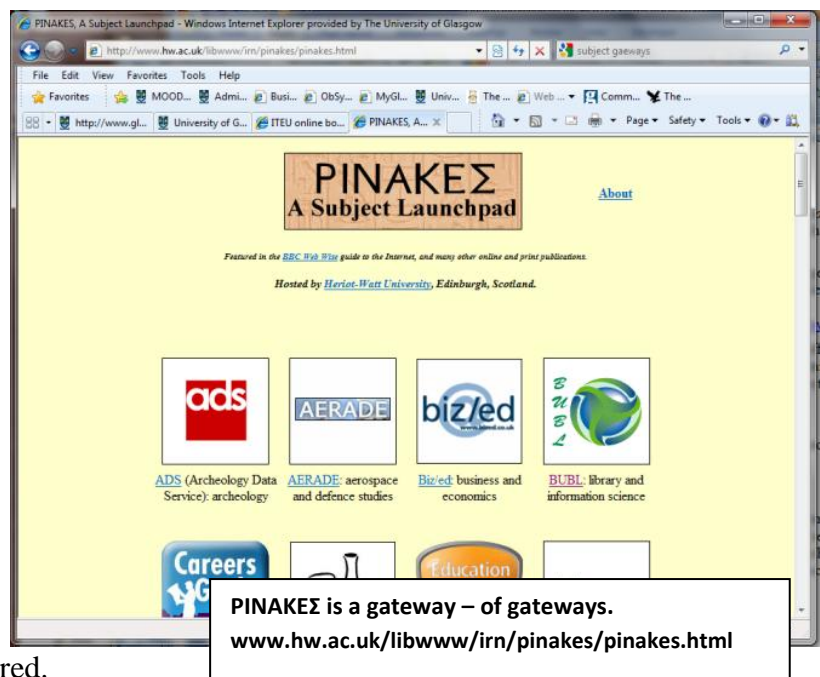 PINAKES, A Subject Launchpad - Windows Internet Explorer provided by The University of Glasgow
http://www.hw.ac.uk/libwww/irn/pinakes/pinakes.html
subject gaeways
File Edit View Favorites Tools Help
Favorites MOOD... Admi... Busi... ObSy... MyGl... Univ... The ... Web ... Comm... The ...
http://www.gl... University of G... ITEU online bo... PINAKES, A... Page Safety Tools
PINAKEΣ
A Subject Launchpad
About
Featured in the BBC Web Wise guide to the Internet, and many other online and print publications.
Hosted by Heriot-Watt University, Edinburgh, Scotland.
ads
AERADE
biz/ed
www.bized.co.uk
BUBL
ADS (Archeology Data Service): archeology
AERADE: aerospace and defence studies
Biz/ed: business and economics
BUBL: library and information science
Careers
Education
PINAKEΣ is a gateway – of gateways.
www.hw.ac.uk/libwww/irn/pinakes/pinakes.html
red.